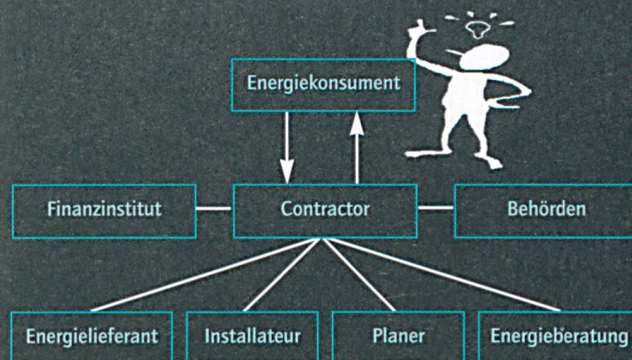 Energiekonsument
Finanzinstitut
Contractor
Behörden
Energielieferant
Installateur
Planer
Energieberatung